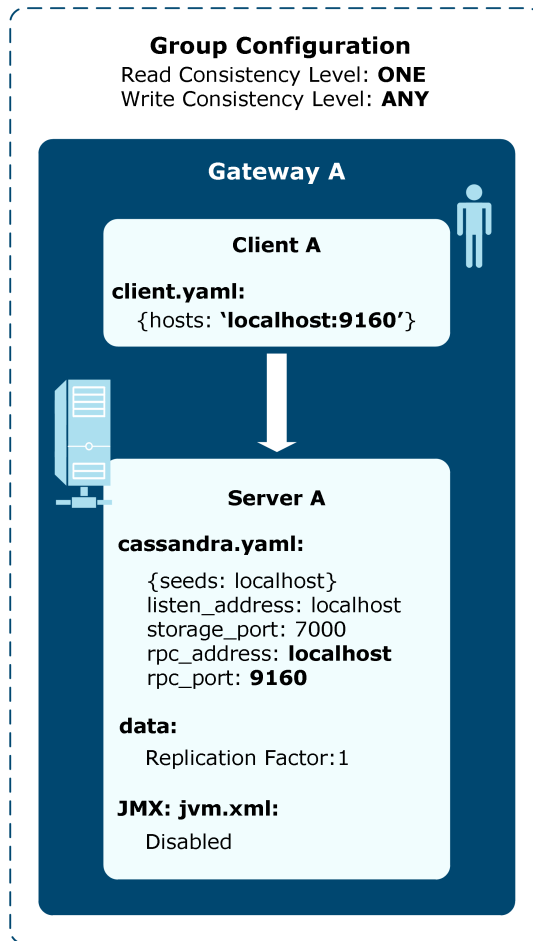 Group Configuration
Read Consistency Level: ONE
Write Consistency Level: ANY
Gateway A
Client A
client.yaml:
{hosts: ‘localhost:9160’}
Server A
cassandra.yaml:
{seeds: localhost}
listen_address: localhost
storage_port: 7000
rpc_address: localhost
rpc_port: 9160
data:
Replication Factor:1
JMX: jvm.xml:
Disabled